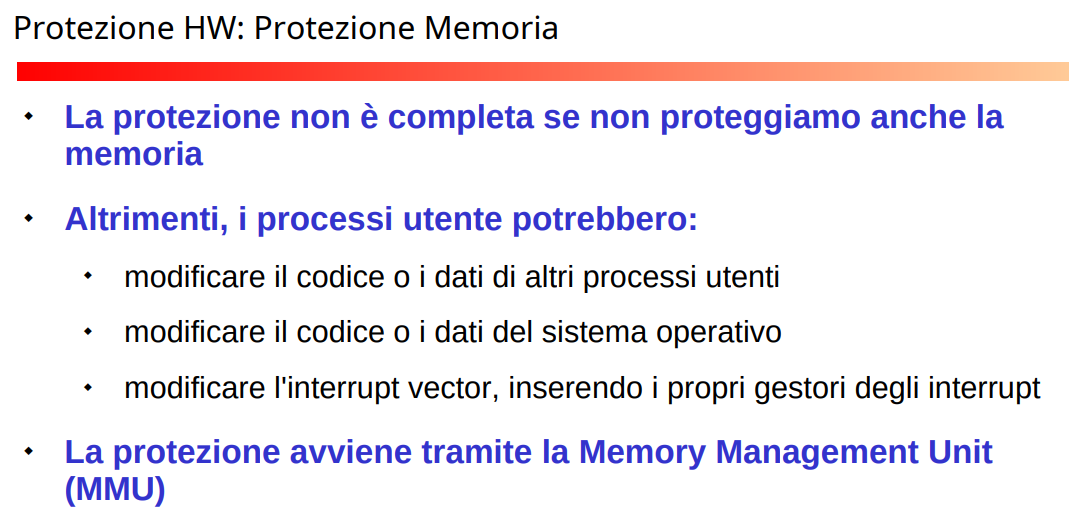 Protezione HW: Protezione Memoria
La protezione non è completa se non proteggiamo anche la
memoria
Altrimenti, i processi utente potrebbero:
modificare il codice o i dati di altri processi utenti
modificare il codice o i dati del sistema operativo
modificare l'interrupt vector, inserendo i propri gestori degli interrupt
La protezione avviene tramite la Memory Management Unit
(MMU)